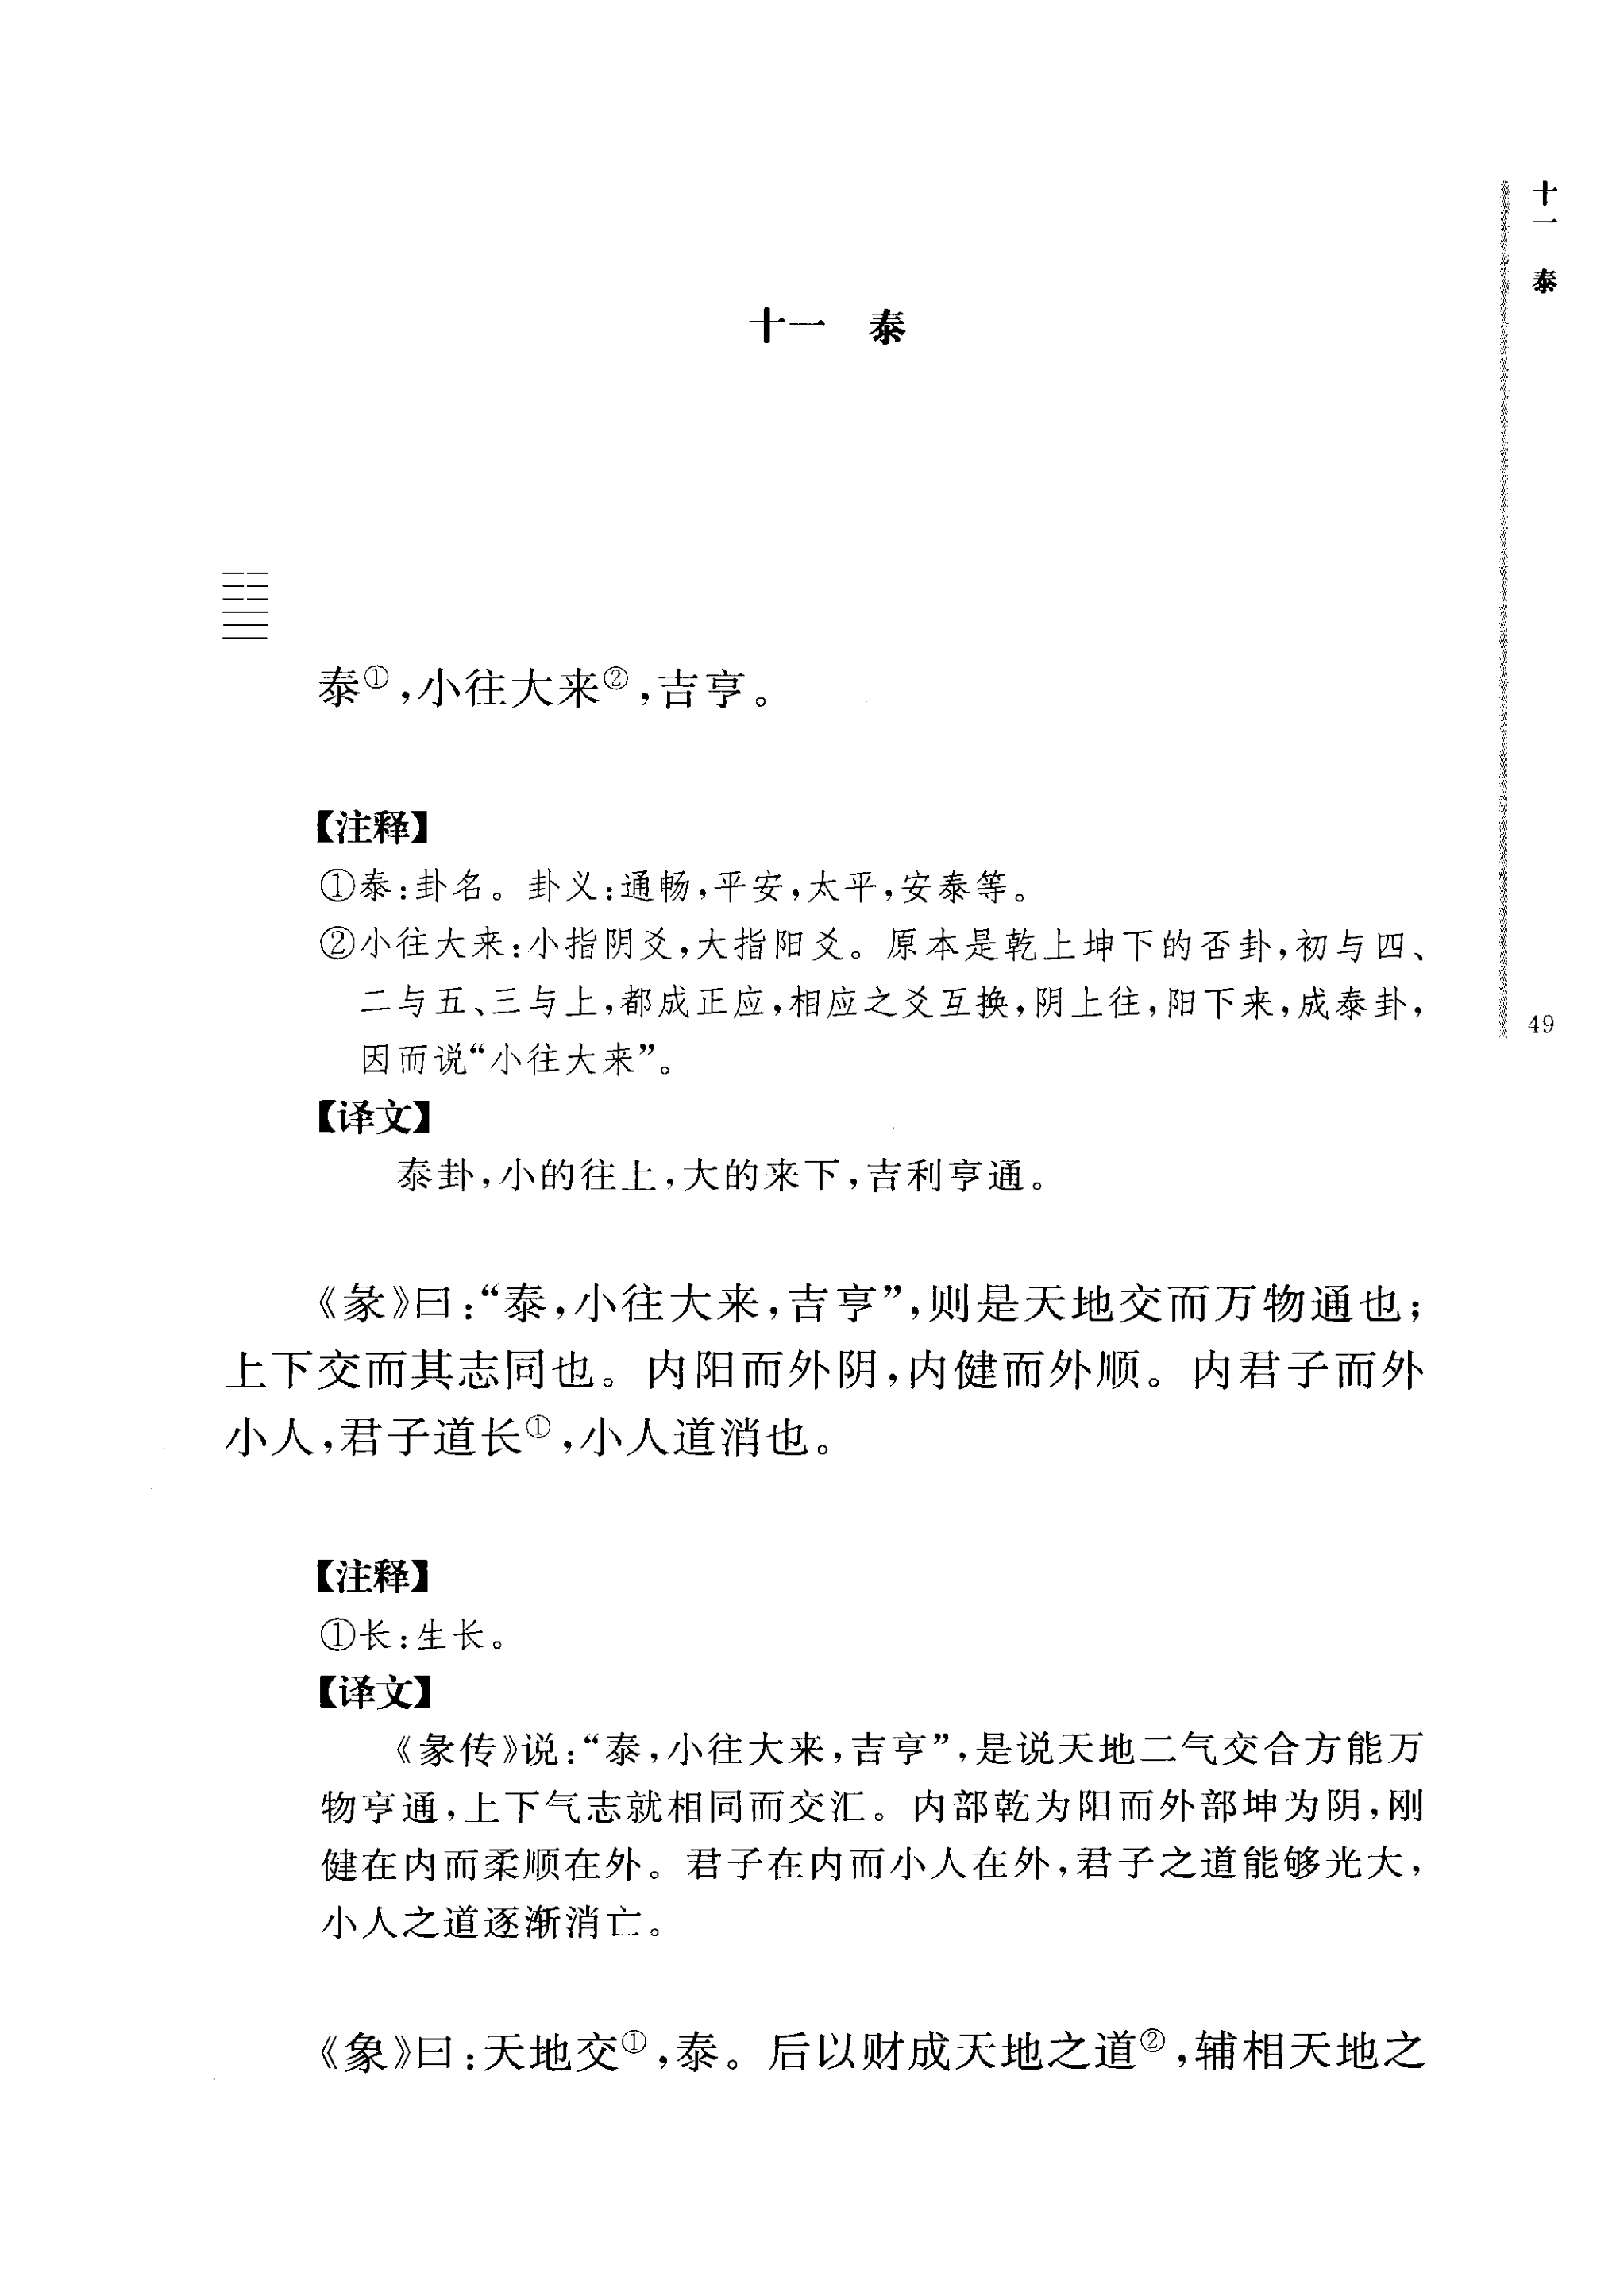 十一　泰
十一　泰
泰①，小往大来②，吉亨。
【注释】
①泰：卦名。卦义：通畅，平安，太平，安泰等。
②小往大来：小指阴爻，大指阳爻。原本是乾上坤下的否卦，初与四、
二与五、三与上，都成正应，相应之爻互换，阴上往，阳下来，成泰卦，
因而说“小往大来”。
【译文】
泰卦，小的往上，大的来下，吉利亨通。
《彖》曰：“泰，小往大来，吉亨”，则是天地交而万物通也；
上下交而其志同也。内阳而外阴，内健而外顺。内君子而外
小人，君子道长①，小人道消也。
【注释】
①长：生长。
【译文】
《彖传》说：“泰，小往大来，吉亨”，是说天地二气交合方能万
物亨通，上下气志就相同而交汇。内部乾为阳而外部坤为阴，刚
健在内而柔顺在外。君子在内而小人在外，君子之道能够光大，
小人之道逐渐消亡。
《象》曰：天地交①，泰。后以财成天地之道②，辅相天地之
49